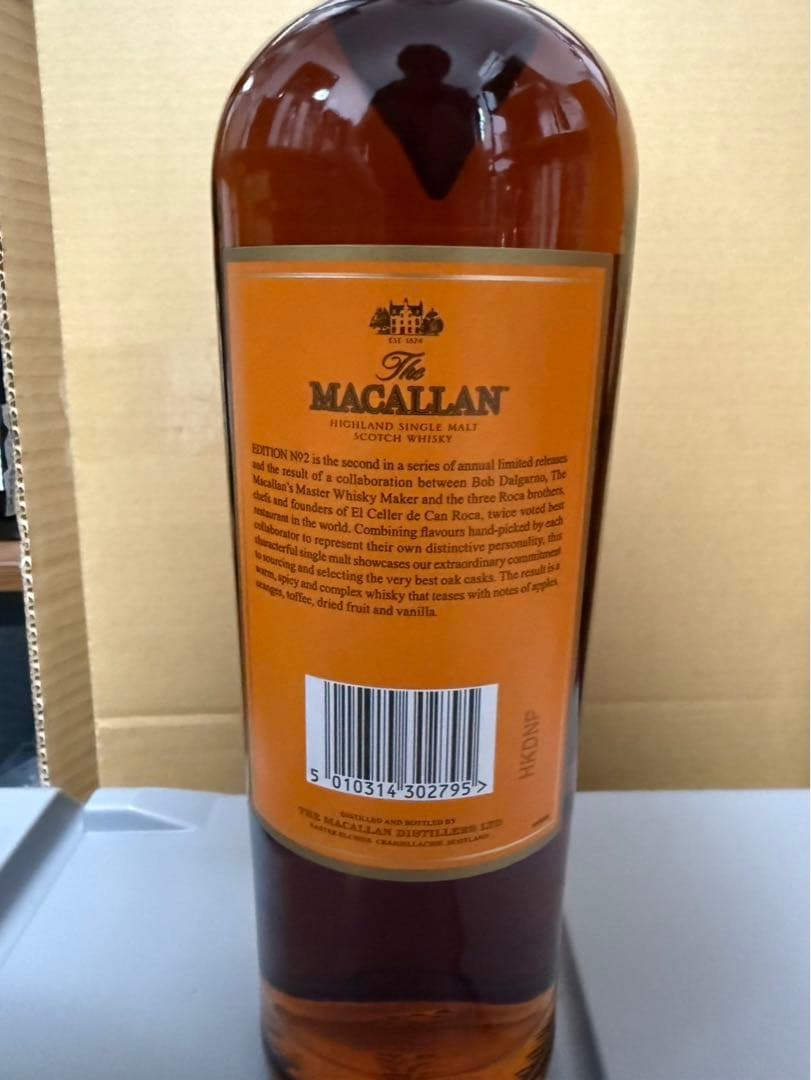 EST. 1824
The
MACALLAN
HIGHLAND SINGLE MALT
SCOTCH WHISKY
EDITION Nº2 is the second in a series of annual limited releases
and the result of a collaboration between Bob Dalgarno, The
Macallan's Master Whisky Maker and the three Roca brothers,
chefs and founders of El Celler de Can Roca, twice voted best
restaurant in the world. Combining flavours hand-picked by each
collaborator to represent their own distinctive personality, this
characterful single malt showcases our extraordinary commitment
to sourcing and selecting the very best oak casks. The result is a
warm, spicy and complex whisky that teases with notes of apples,
oranges, toffee, dried fruit and vanilla.
5 010314 302795 >
HKDNP
DISTILLED AND BOTTLED BY
THE MACALLAN DISTILLERS LTD
EASTER ELCHIES CRAIGELLACHIE SCOTLAND